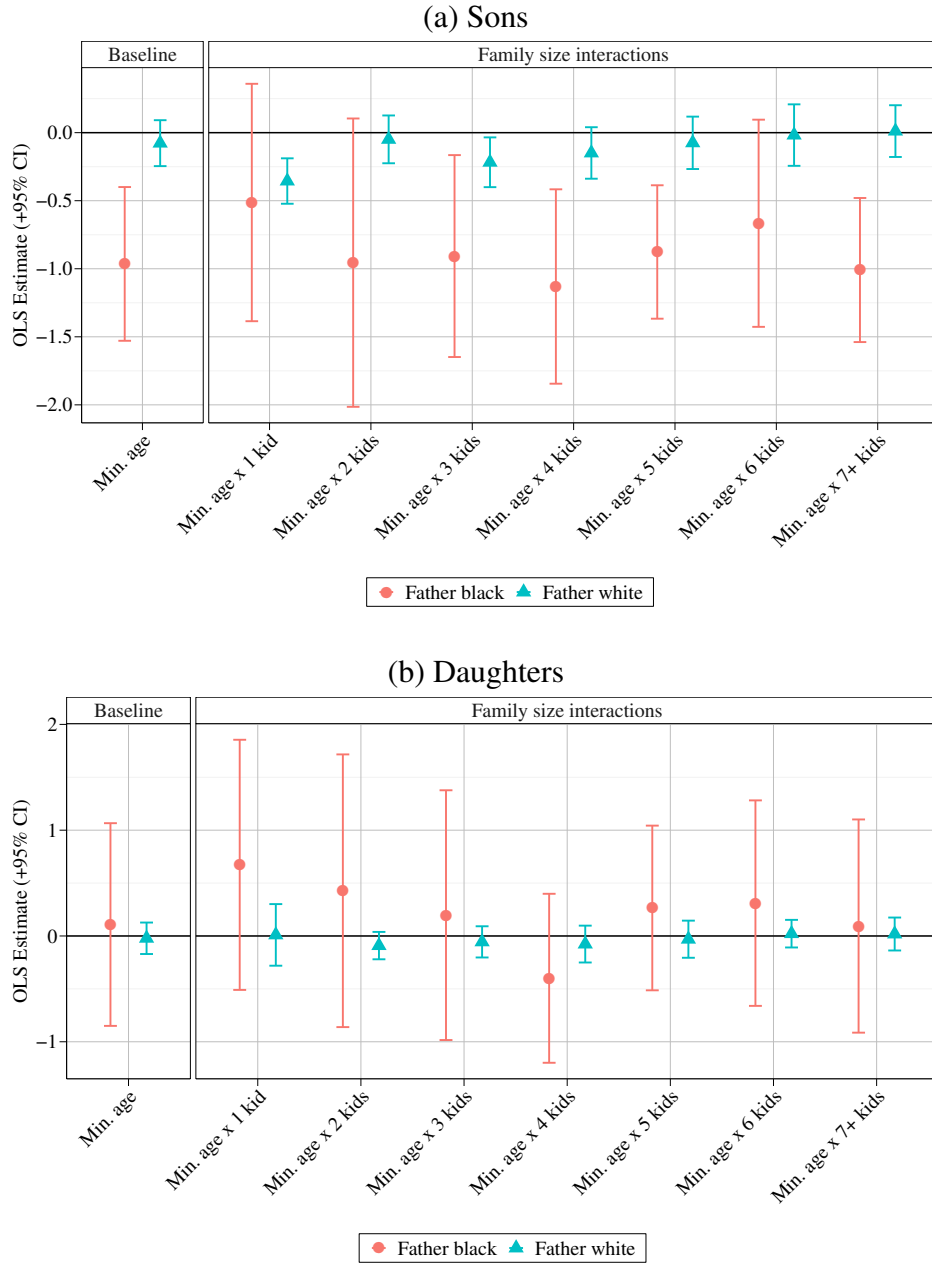 (a) Sons
Baseline
Family size interactions
OLS Estimate (+95% CI)
0.0
−0.5
−1.0
−1.5
−2.0
Min. age
Min. age x 1 kid
Min. age x 2 kids
Min. age x 3 kids
Min. age x 4 kids
Min. age x 5 kids
Min. age x 6 kids
Min. age x 7+ kids
Father black Father white
(b) Daughters
Baseline
Family size interactions
OLS Estimate (+95% CI)
2
1
0
−1
Min. age
Min. age x 1 kid
Min. age x 2 kids
Min. age x 3 kids
Min. age x 4 kids
Min. age x 5 kids
Min. age x 6 kids
Min. age x 7+ kids
Father black Father white